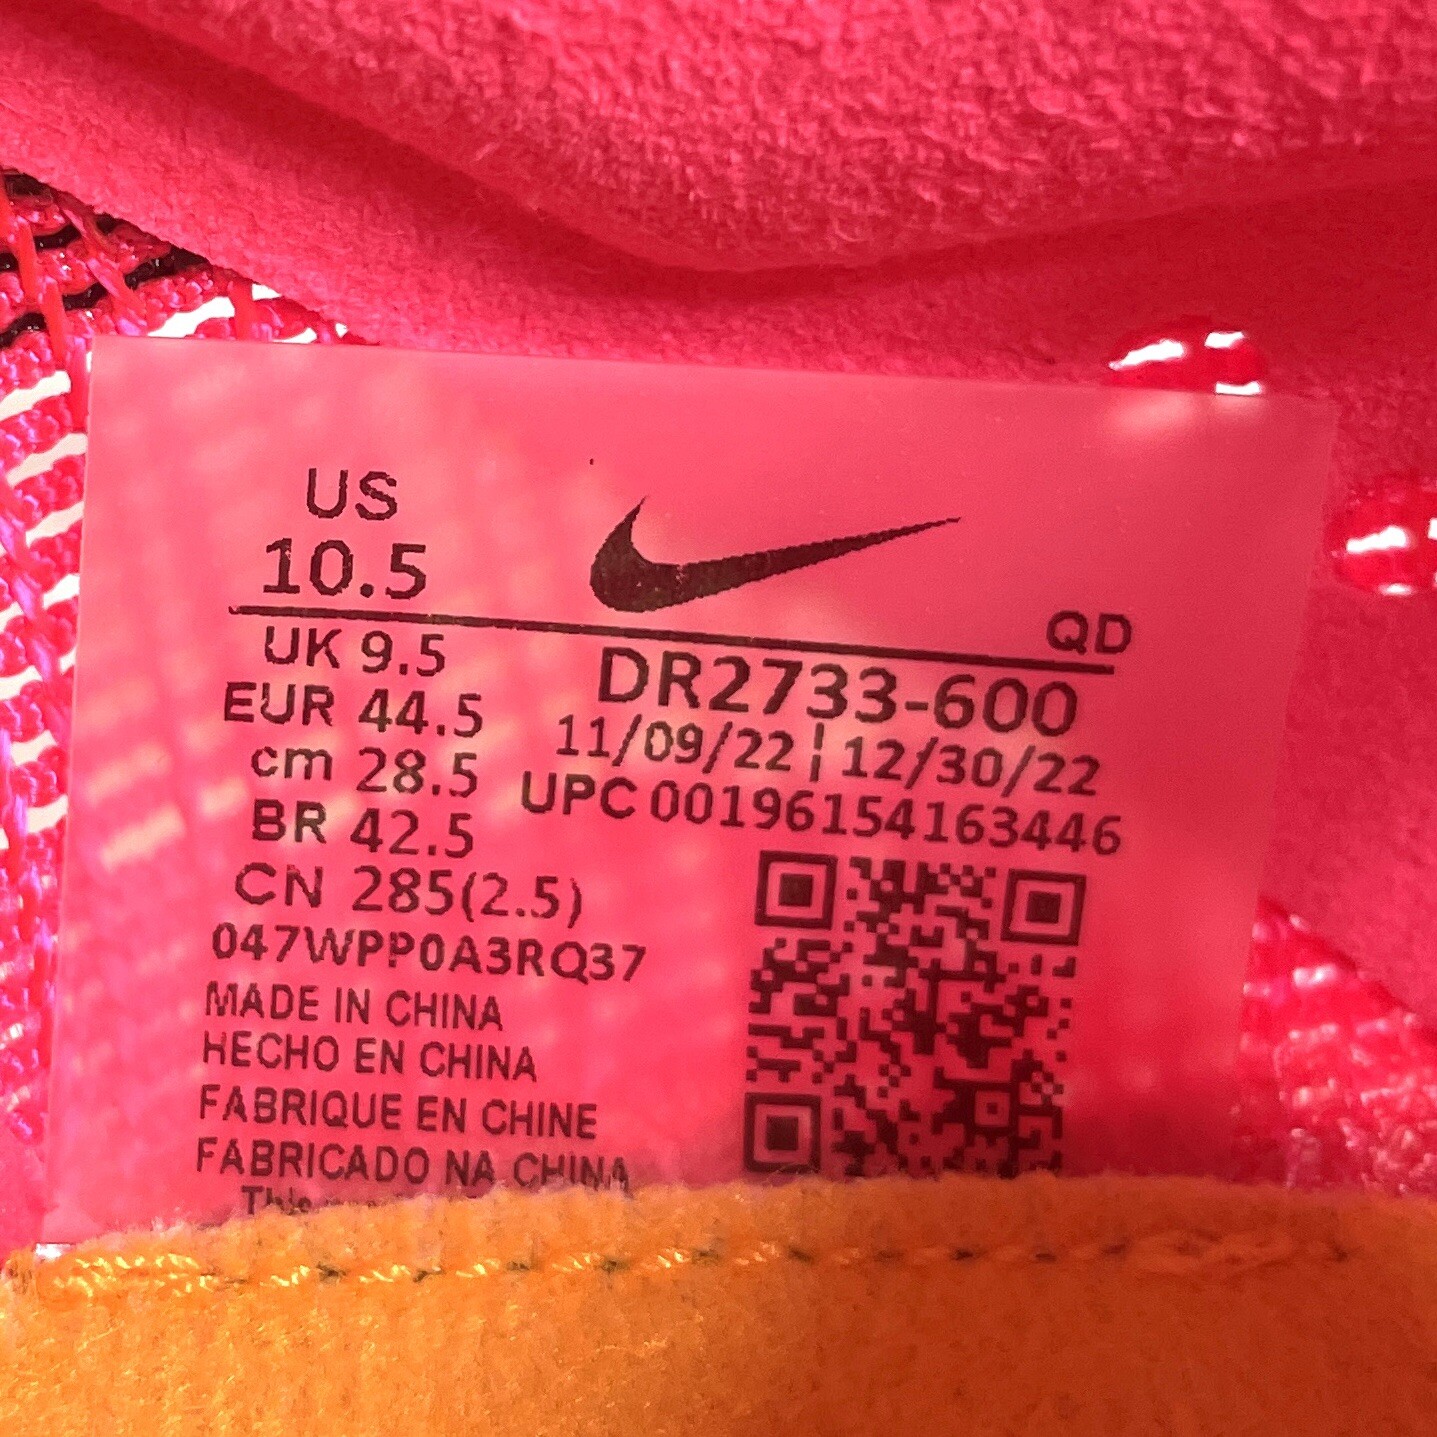 US
10.5
QD
UK 9.5
EUR 44.5
cm 28.5
BR 42.5
CN 285(2.5)
DR2733-600
11/09/22 | 12/30/22
UPC 00196154163446
047WPP0A3RQ37
MADE IN CHINA
HECHO EN CHINA
FABRIQUE EN CHINE
FABRICADO NA CHINA
This